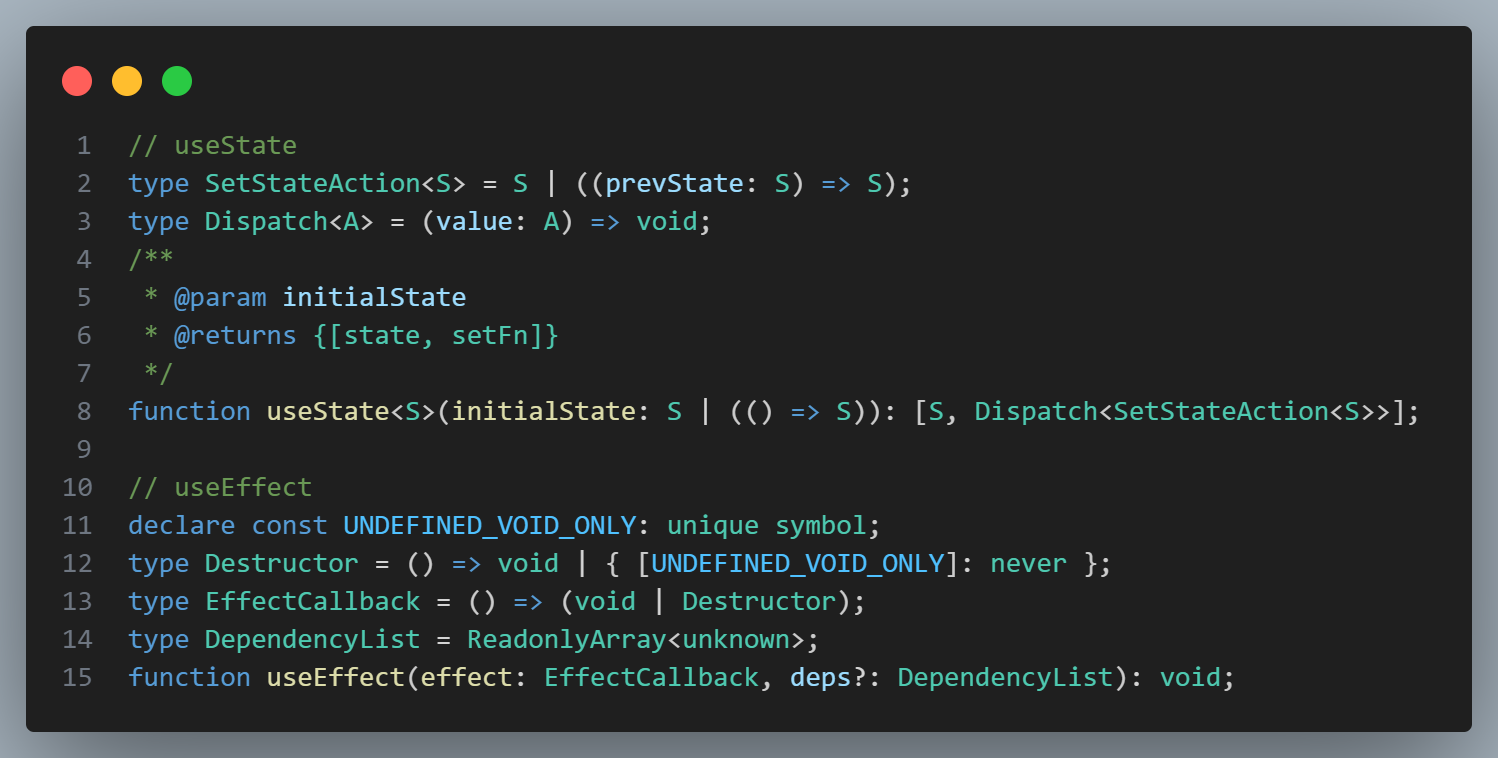 1 // useState
2 type SetStateAction<S> = S | ((prevState: S) => S);
3 type Dispatch<A> = (value: A) => void;
4 /**
5  * @param initialState
6  * @returns {[state, setFn]}
7  */
8 function useState<S>(initialState: S | (() => S)): [S, Dispatch<SetStateAction<S>>];
9
10 // useEffect
11 declare const UNDEFINED_VOID_ONLY: unique symbol;
12 type Destructor = () => void | { [UNDEFINED_VOID_ONLY]: never };
13 type EffectCallback = () => (void | Destructor);
14 type DependencyList = ReadonlyArray<unknown>;
15 function useEffect(effect: EffectCallback, deps?: DependencyList): void;